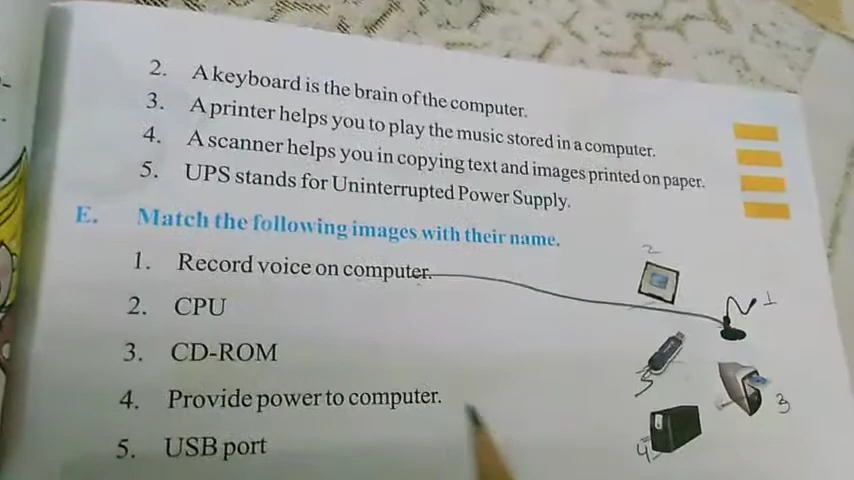 2. A keyboard is the brain of the computer.
3. A printer helps you to play the music stored in a computer.
4. A scanner helps you in copying text and images printed on paper.
5. UPS stands for Uninterrupted Power Supply.
E. Match the following images with their name.
1. Record voice on computer.
2
1
2. CPU
3. CD-ROM
5
3
4. Provide power to computer.
4
5. USB port